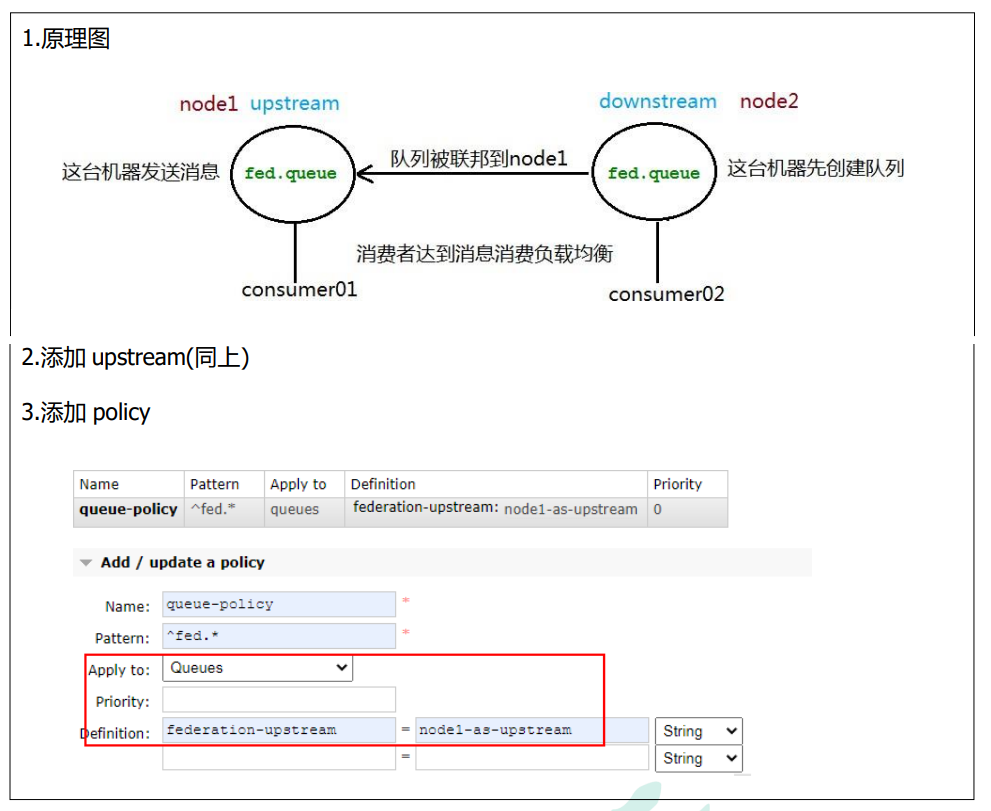 1.原理图
node1 upstream
downstream node2
这台机器发送消息
fed.queue
队列被联邦到node1
fed.queue
这台机器先创建队列
消费者达到消息消费负载均衡
consumer01
consumer02
2.添加 upstream(同上)
3.添加 policy
Name Pattern Apply to Definition Priority
queue-policy ^fed.* queues federation-upstream: node1-as-upstream 0
Add / update a policy
Name: queue-policy *
Pattern: ^fed.* *
Apply to: Queues
Priority:
Definition: federation-upstream = node1-as-upstream String
= String